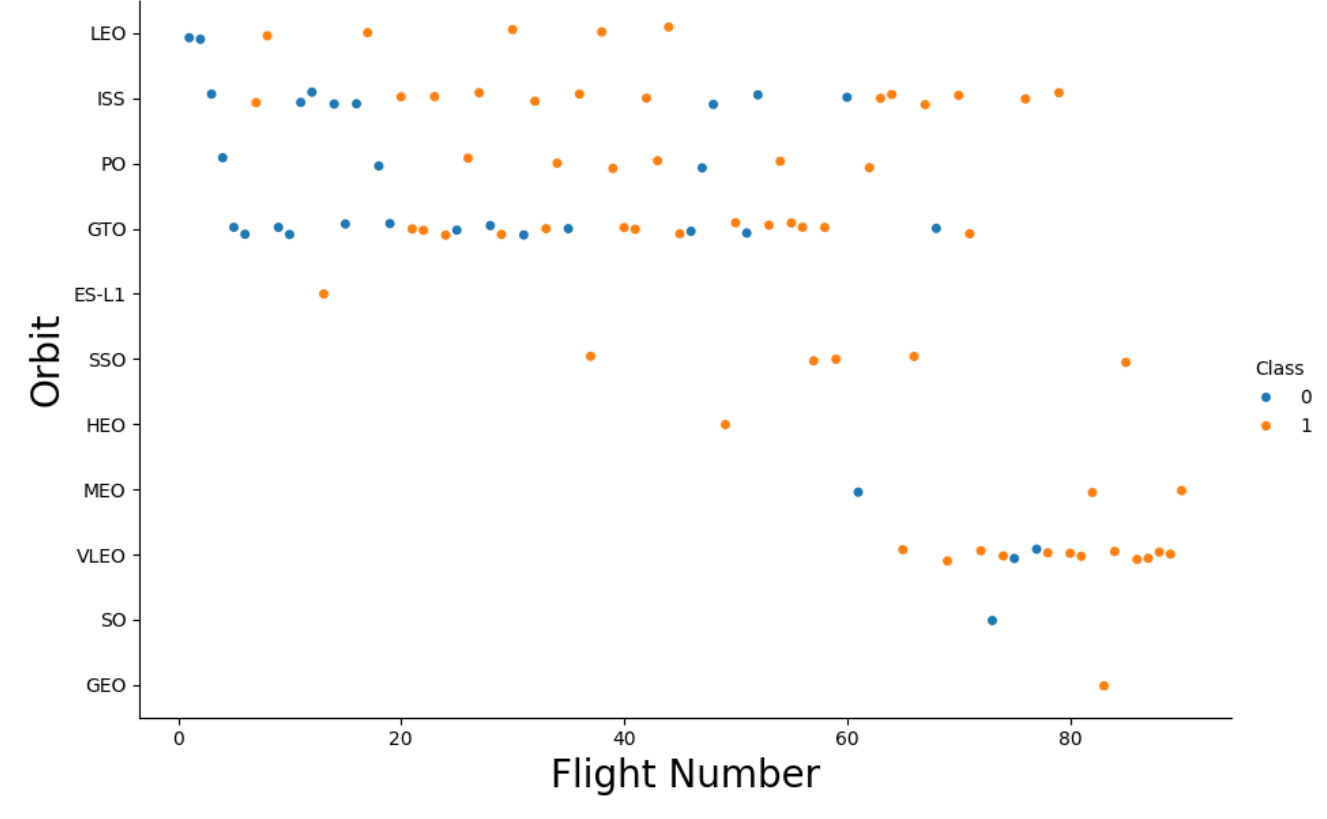 LEO
ISS
PO
GTO
ES-L1
SSO
HEO
MEO
VLEO
SO
GEO
Orbit
0 20 40 60 80
Flight Number
Class
0
1